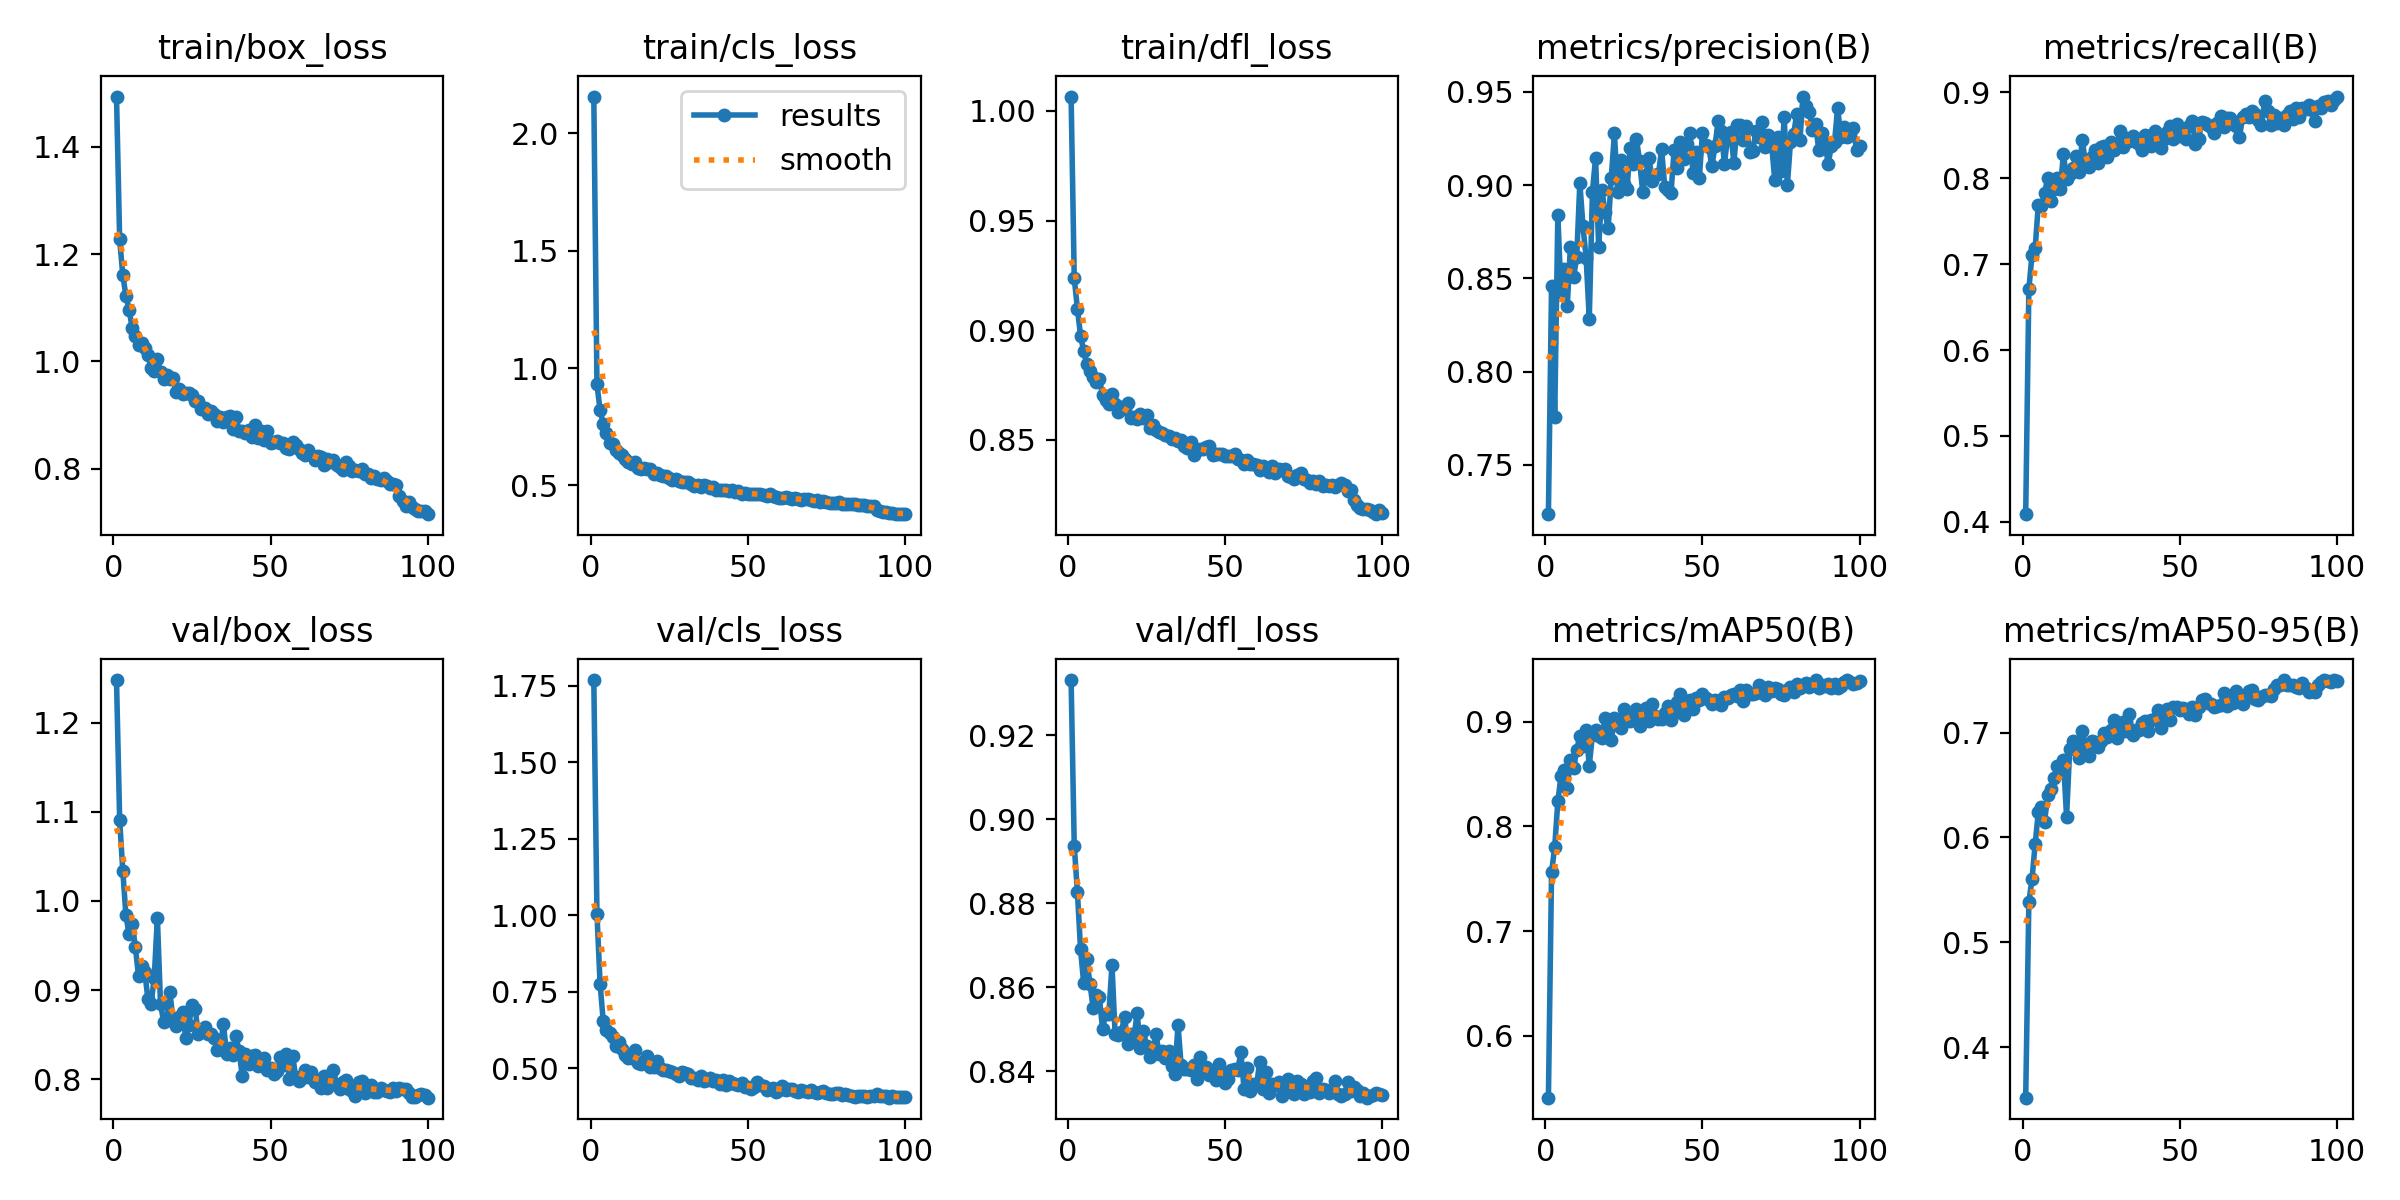 train/box_loss
1.4
1.2
1.0
0.8
0 50 100
train/cls_loss
results
smooth
2.0
1.5
1.0
0.5
0 50 100
train/dfl_loss
1.00
0.95
0.90
0.85
0 50 100
metrics/precision(B)
0.95
0.90
0.85
0.80
0.75
0 50 100
metrics/recall(B)
0.9
0.8
0.7
0.6
0.5
0.4
0 50 100
val/box_loss
1.2
1.1
1.0
0.9
0.8
0 50 100
val/cls_loss
1.75
1.50
1.25
1.00
0.75
0.50
0 50 100
val/dfl_loss
0.92
0.90
0.88
0.86
0.84
0 50 100
metrics/mAP50(B)
0.9
0.8
0.7
0.6
0 50 100
metrics/mAP50-95(B)
0.7
0.6
0.5
0.4
0 50 100